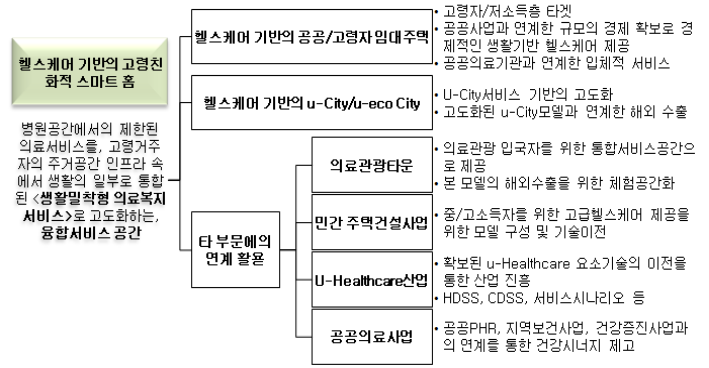 헬스케어 기반의 고령친
화적 스마트 홈
병원공간에서의 제한된
의료서비스를, 고령거주
자의 주거공간 인프라 속
에서 생활의 일부로 통합
된 <생활밀착형 의료복지
서비스>로 고도화하는,
융합서비스 공간
헬스케어 기반의 공공/고령자 임대주택
• 고령자/저소득층 타겟
• 공공사업과 연계한 규모의 경제 확보로 경
제적인 생활기반 헬스케어 제공
• 공공의료기관과 연계한 입체적 서비스
헬스케어 기반의 u-City/u-eco City
• U-City서비스 기반의 고도화
• 고도화된 u-City모델과 연계한 해외 수출
타 부문에의
연계 활욛
의료관광타운
• 의료관광 입국자를 위한 통합서비스공간으
로 제공
• 본 모델의 해외수출을 위한 체험공간화
민간 주택건설사업
• 중/고소득자를 위한 고급헬스케어 제공을
위한 모델 구성 및 기술이전
U-Healthcare산업
• 확보된 u-Healthcare 요소기술의 이전을
통한 산업 진흥
• HDSS, CDSS, 서비스시나리오 등
공공의료사업
• 공공PHR, 지역보건사업, 건강증진사업과
의 연계를 통한 건강시너지 제고